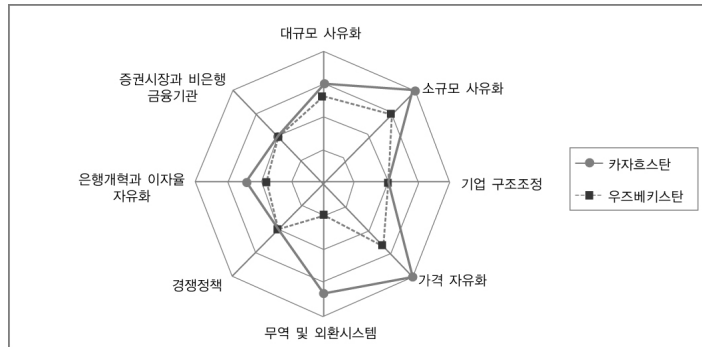 대규모 사유화
증권시장과 비은행
금융기관
소규모 사유화
은행개혁과 이자율
자유화
기업 구조조정
카자흐스탄
우즈베키스탄
경쟁정책
가격 자유화
무역 및 외환시스템